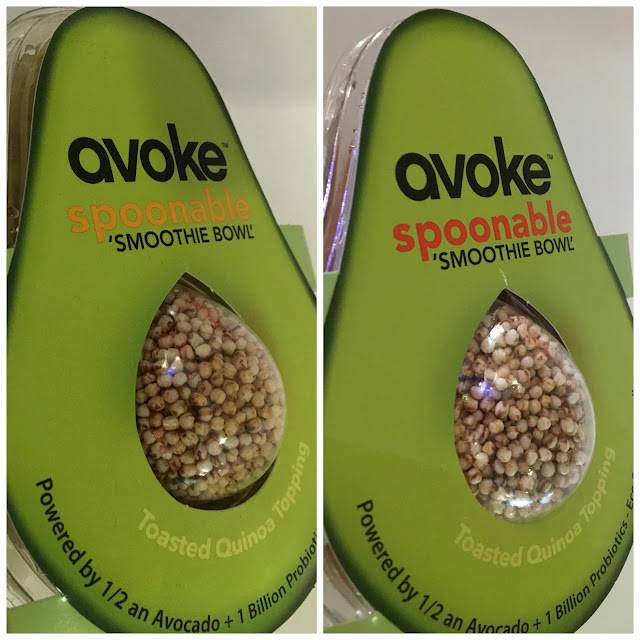 avoke™
spoonable
'SMOOTHIE BOWL'
Toasted Quinoa Topping
Powered by 1/2 an Avocado + 1 Billion Probiotic
avoke™
spoonable
'SMOOTHIE BOWL'
Toasted Quinoa Topping
Powered by 1/2 an Avocado + 1 Billion Probiotics -